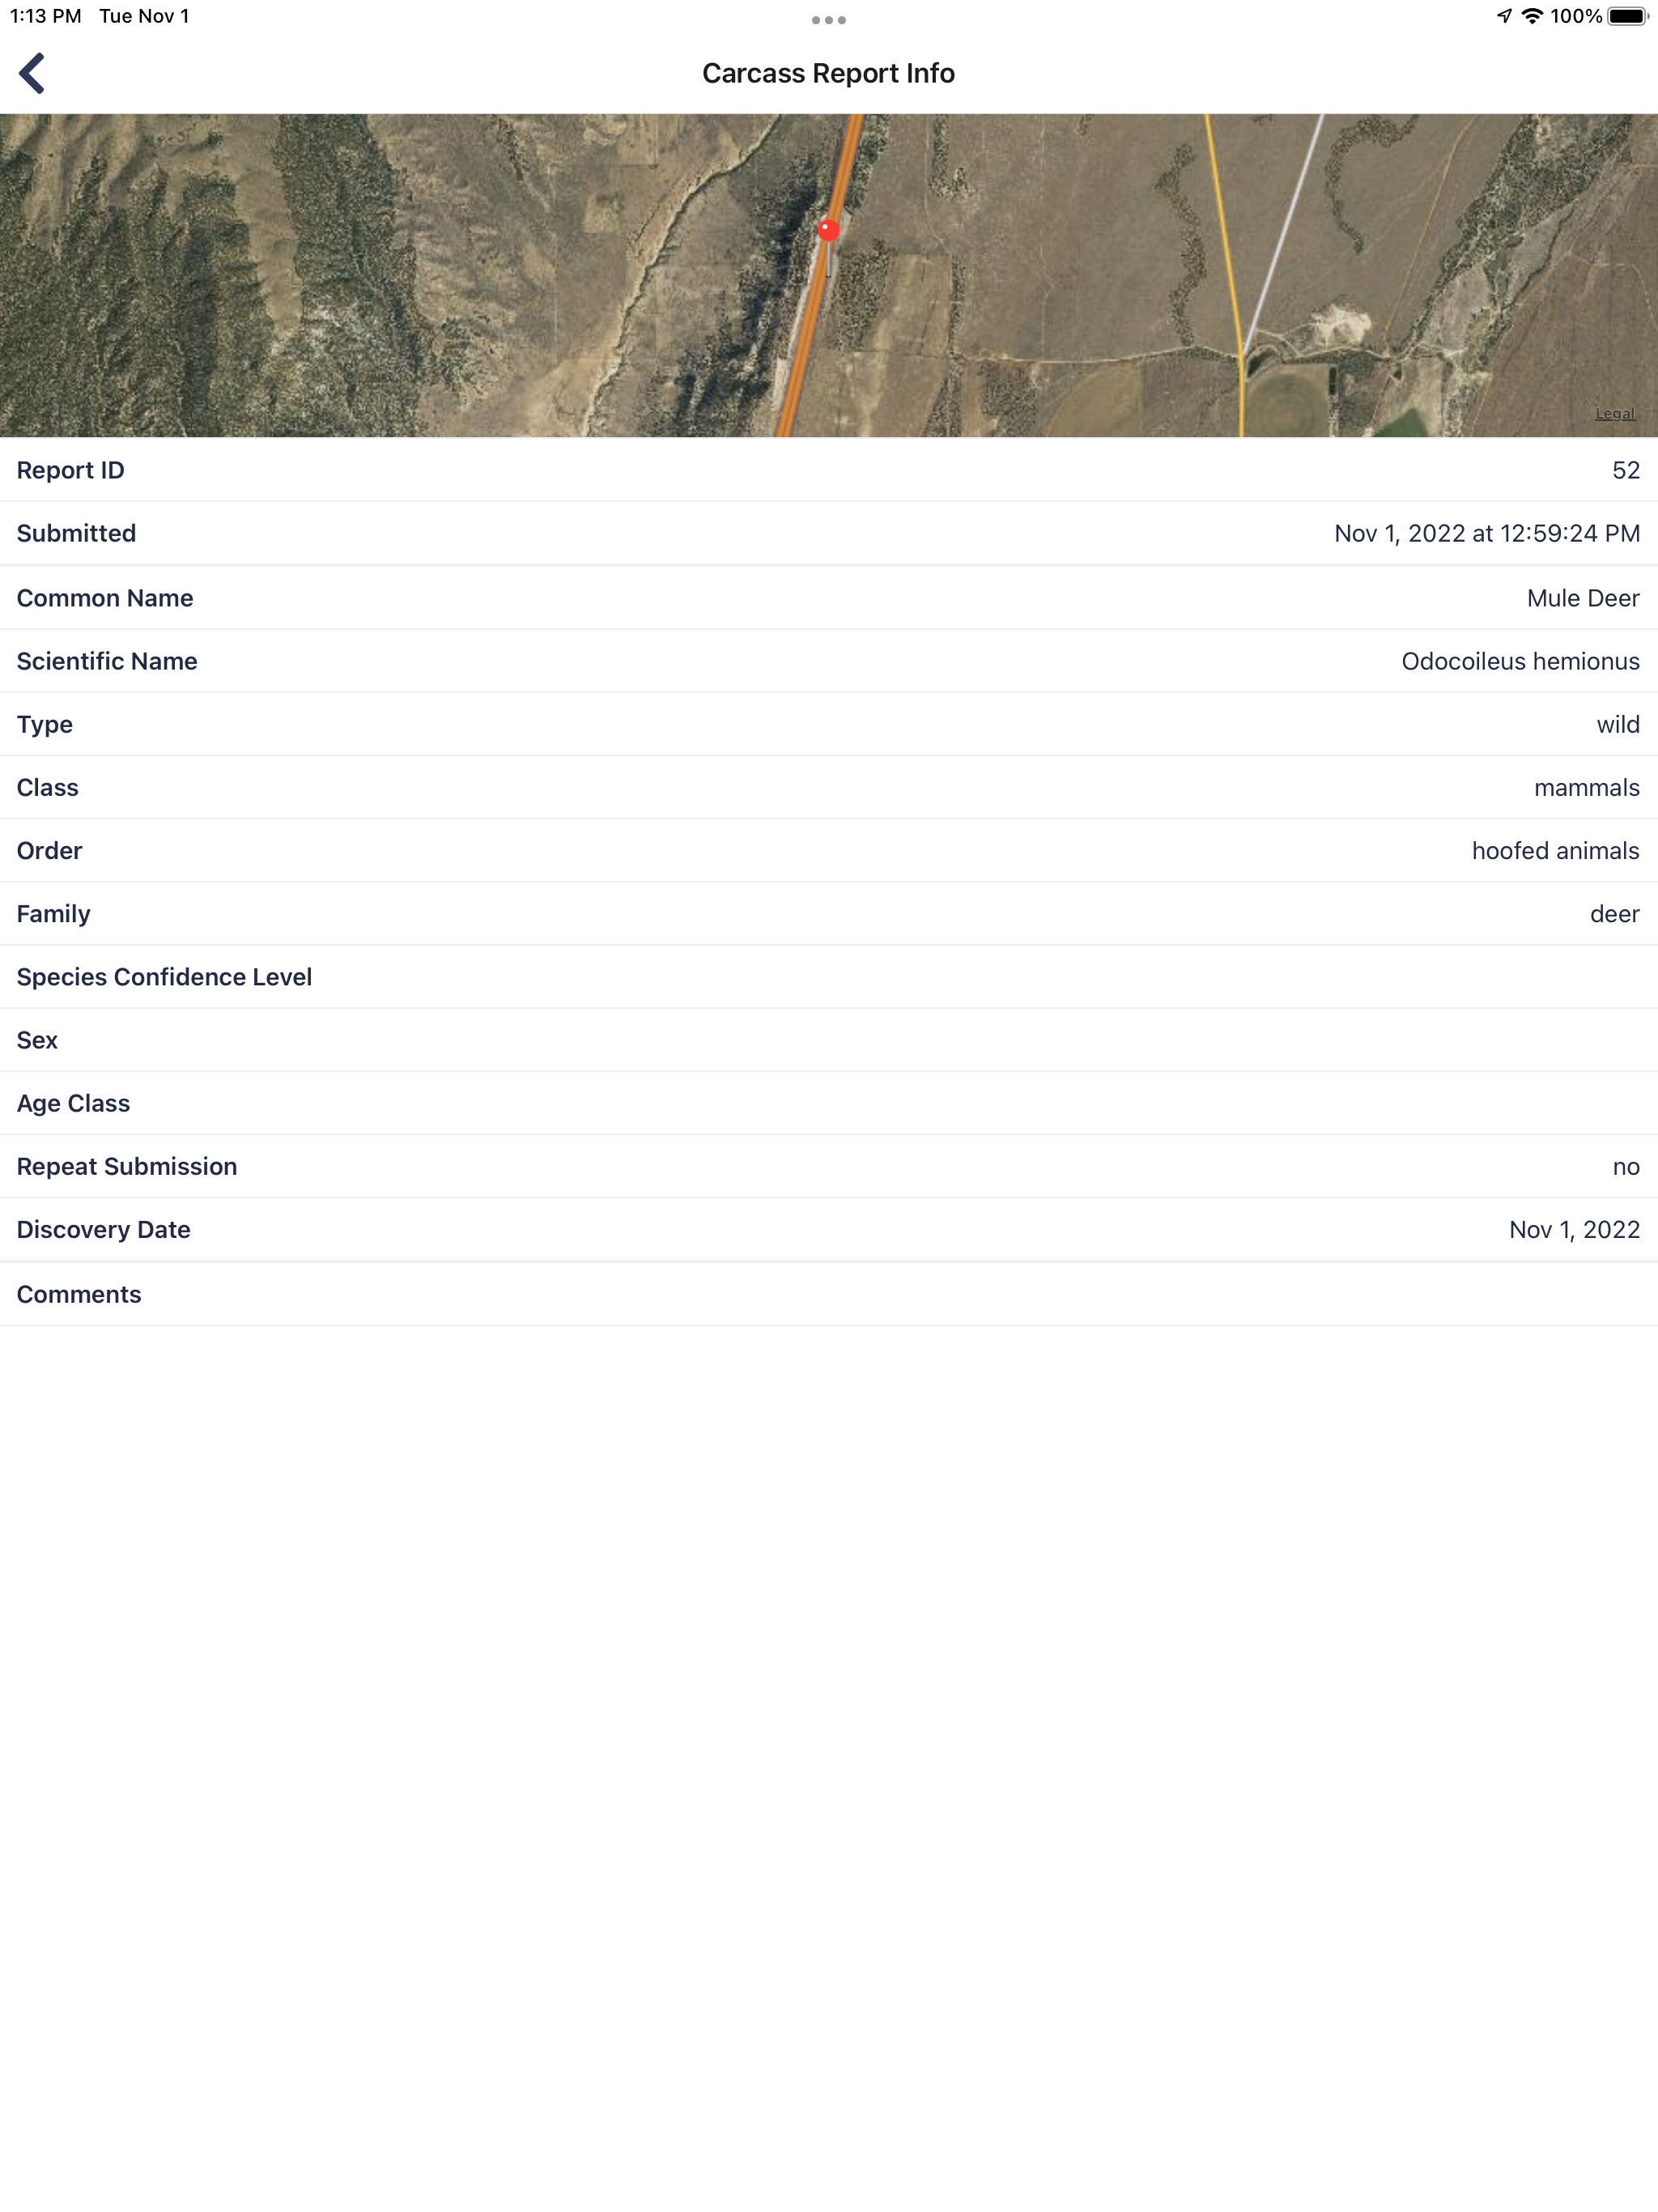 1:13 PM Tue Nov 1 100%
Carcass Report Info
Legal
Report ID 52
Submitted Nov 1, 2022 at 12:59:24 PM
Common Name Mule Deer
Scientific Name Odocoileus hemionus
Type wild
Class mammals
Order hoofed animals
Family deer
Species Confidence Level
Sex
Age Class
Repeat Submission no
Discovery Date Nov 1, 2022
Comments